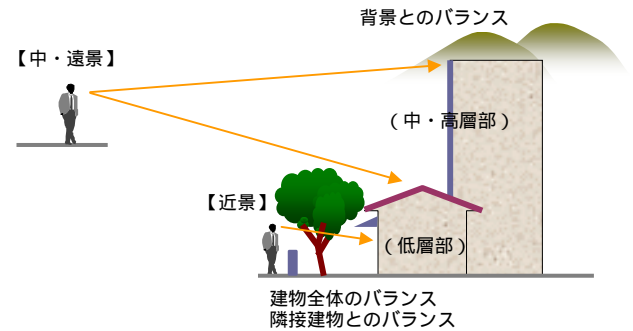 背景とのバランス
【中・遠景】
(中・高層部)
【近景】
(低層部)
建物全体のバランス
隣接建物とのバランス